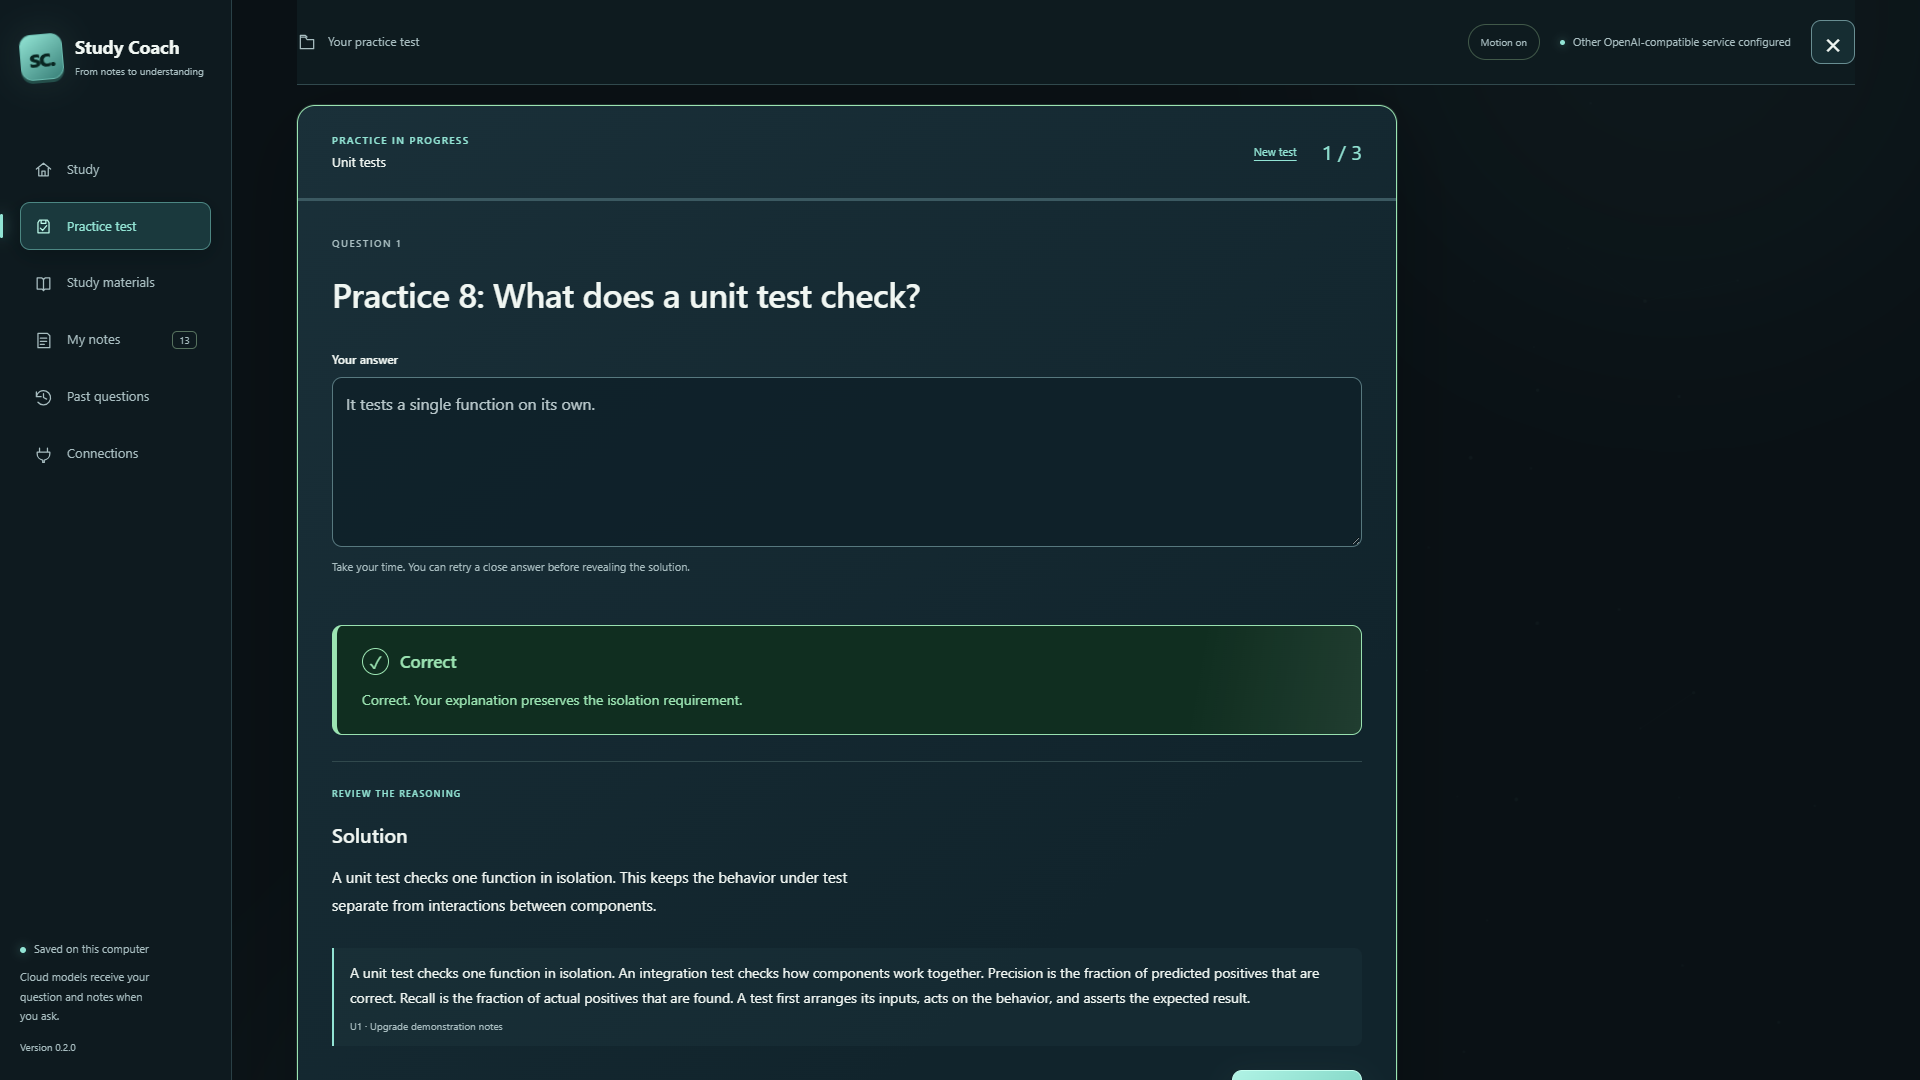 sc.
Study Coach
From notes to understanding
Study
Practice test
Study materials
My notes
13
Past questions
Connections
Saved on this computer
Cloud models receive your
question and notes when
you ask.
Version 0.2.0
Your practice test
Motion on
Other OpenAI-compatible service configured
PRACTICE IN PROGRESS
Unit tests
New test
1 / 3
QUESTION 1
Practice 8: What does a unit test check?
Your answer
It tests a single function on its own.
Take your time. You can retry a close answer before revealing the solution.
Correct
Correct. Your explanation preserves the isolation requirement.
REVIEW THE REASONING
Solution
A unit test checks one function in isolation. This keeps the behavior under test
separate from interactions between components.
A unit test checks one function in isolation. An integration test checks how components work together. Precision is the fraction of predicted positives that are
correct. Recall is the fraction of actual positives that are found. A test first arranges its inputs, acts on the behavior, and asserts the expected result.
U1 · Upgrade demonstration notes